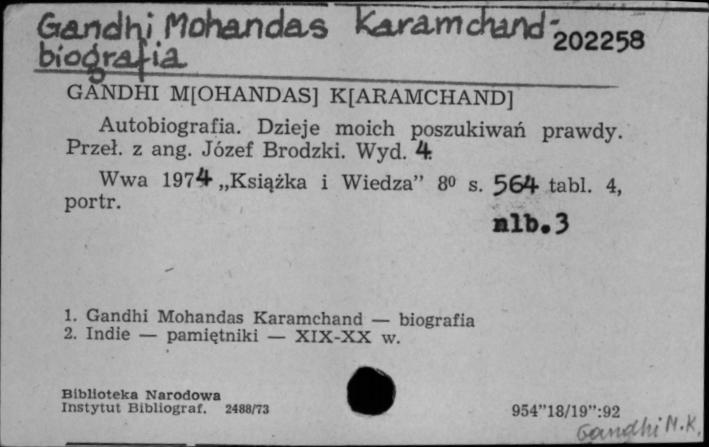 Gandhi Mohandas Karamchand-
biografia
202258
GANDHI M[OHANDAS] K[ARAMCHAND]
Autobiografia. Dzieje moich poszukiwań prawdy.
Przeł. z ang. Józef Brodzki. Wyd. 4.
Wwa 1974 „Książka i Wiedza” 8⁰ s. 564 tabl. 4,
portr.
nlb.3
1. Gandhi Mohandas Karamchand — biografia
2. Indie — pamiętniki — XIX-XX w.
Biblioteka Narodowa
Instytut Bibliograf. 2488/73
954”18/19”:92
Gandhi M.K.